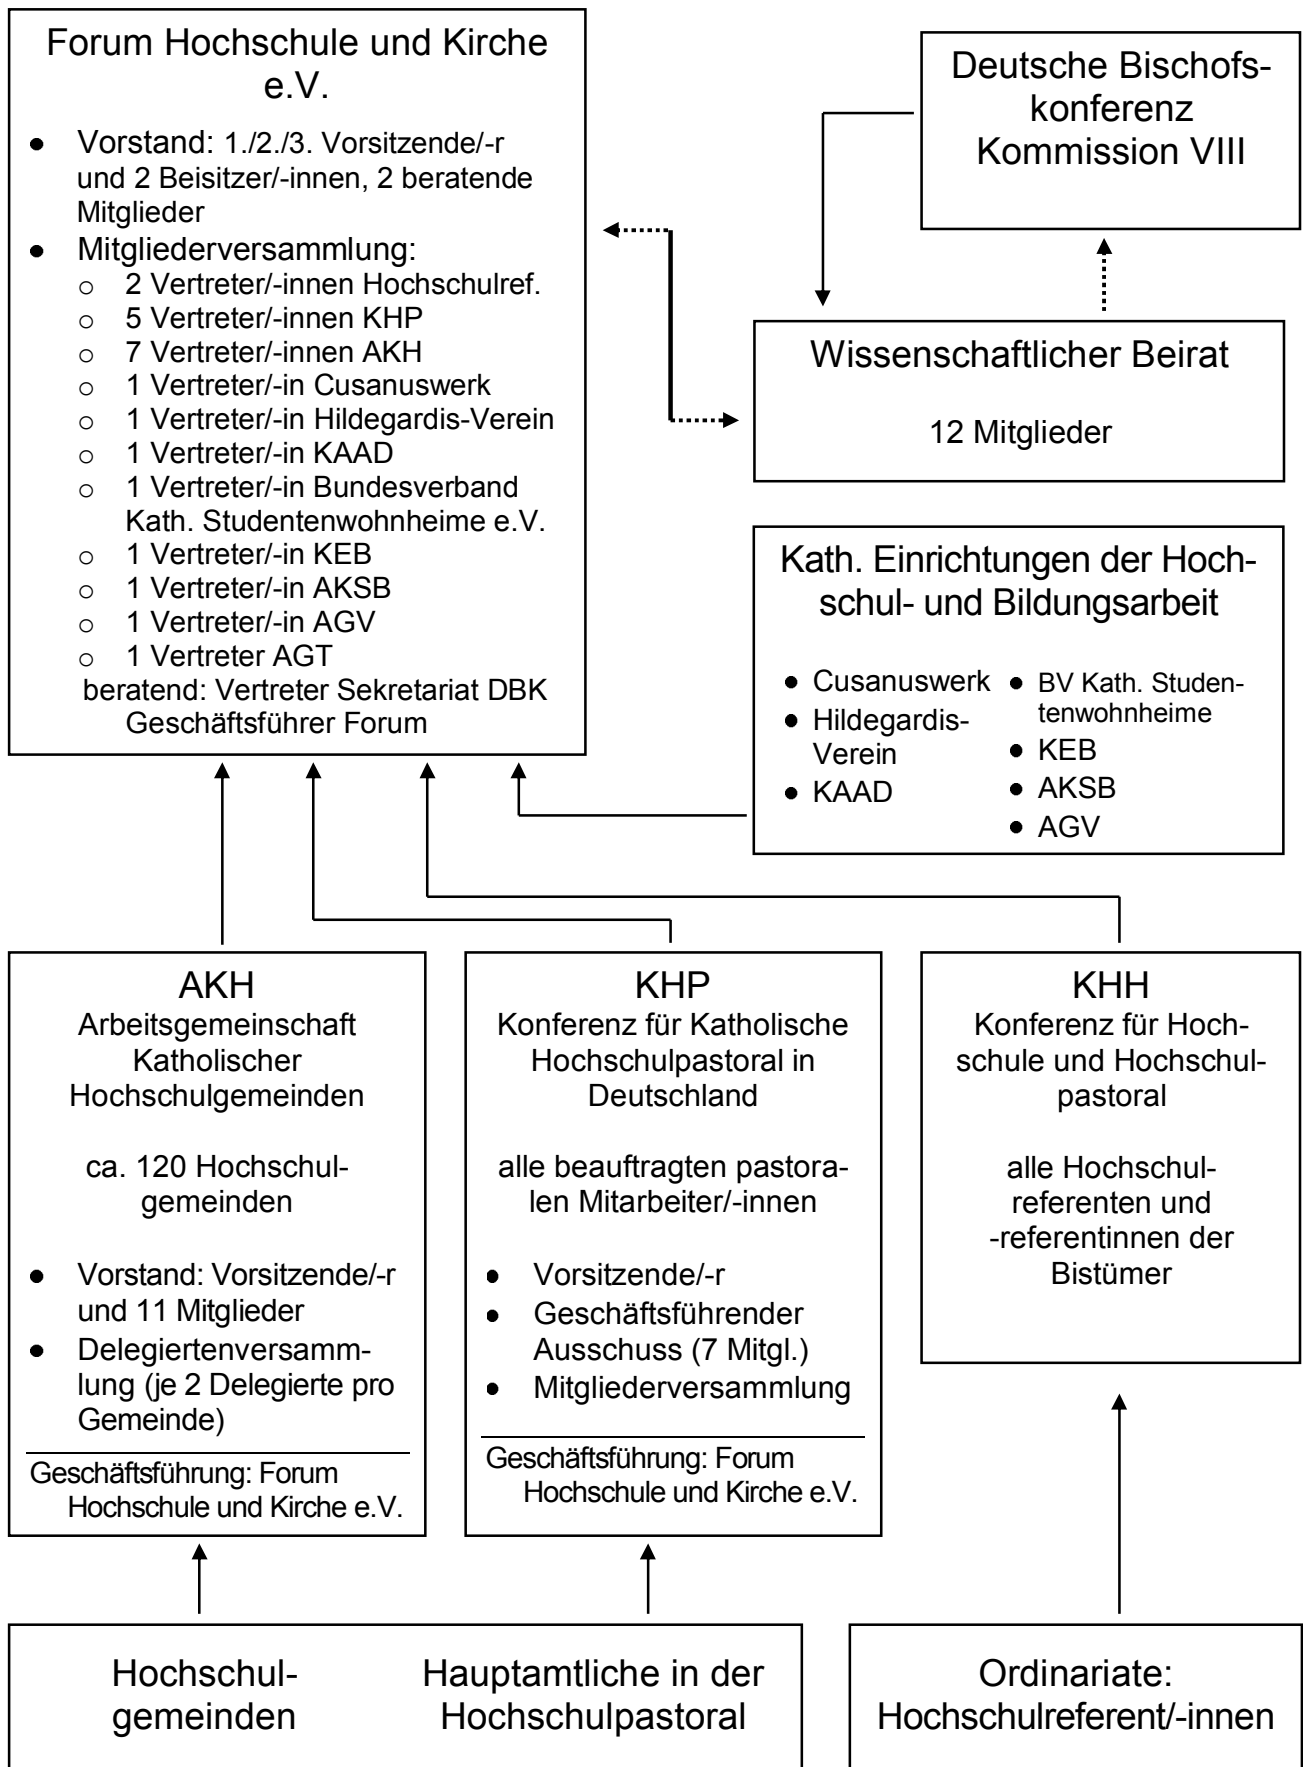 Forum Hochschule und Kirche
e.V.
● Vorstand: 1./2./3. Vorsitzende/-r
und 2 Beisitzer/-innen, 2 beratende
Mitglieder
● Mitgliederversammlung:
○ 2 Vertreter/-innen Hochschulref.
○ 5 Vertreter/-innen KHP
○ 7 Vertreter/-innen AKH
○ 1 Vertreter/-in Cusanuswerk
○ 1 Vertreter/-in Hildegardis-Verein
○ 1 Vertreter/-in KAAD
○ 1 Vertreter/-in Bundesverband
Kath. Studentenwohnheime e.V.
○ 1 Vertreter/-in KEB
○ 1 Vertreter/-in AKSB
○ 1 Vertreter/-in AGV
○ 1 Vertreter AGT
beratend: Vertreter Sekretariat DBK
Geschäftsführer Forum
Deutsche Bischofs-
konferenz
Kommission VIII
Wissenschaftlicher Beirat
12 Mitglieder
Kath. Einrichtungen der Hoch-
schul- und Bildungsarbeit
● Cusanuswerk
● Hildegardis-
Verein
● KAAD
● BV Kath. Studen-
tenwohnheime
● KEB
● AKSB
● AGV
AKH
Arbeitsgemeinschaft
Katholischer
Hochschulgemeinden
ca. 120 Hochschul-
gemeinden
● Vorstand: Vorsitzende/-r
und 11 Mitglieder
● Delegiertenversamm-
lung (je 2 Delegierte pro
Gemeinde)
Geschäftsführung: Forum
Hochschule und Kirche e.V.
KHP
Konferenz für Katholische
Hochschulpastoral in
Deutschland
alle beauftragten pastora-
len Mitarbeiter/-innen
● Vorsitzende/-r
● Geschäftsführender
Ausschuss (7 Mitgl.)
● Mitgliederversammlung
Geschäftsführung: Forum
Hochschule und Kirche e.V.
KHH
Konferenz für Hoch-
schule und Hochschul-
pastoral
alle Hochschul-
referenten und
-referentinnen der
Bistümer
Hochschul-
gemeinden
Hauptamtliche in der
Hochschulpastoral
Ordinariate:
Hochschulreferent/-innen